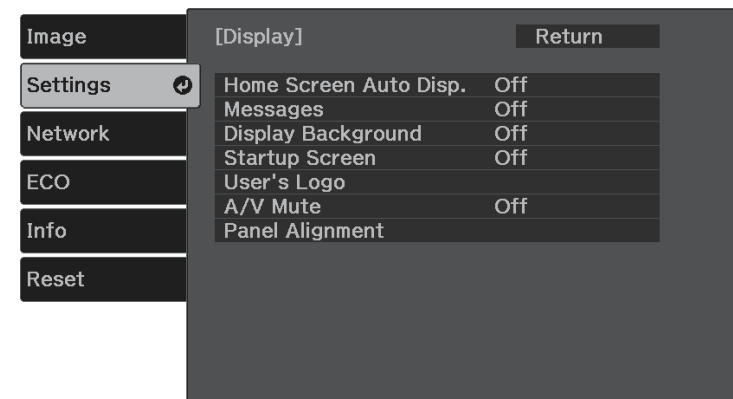 Image
Settings
Network
ECO
Info
Reset
[Display] Return
Home Screen Auto Disp. Off
Messages Off
Display Background Off
Startup Screen Off
User's Logo
A/V Mute Off
Panel Alignment